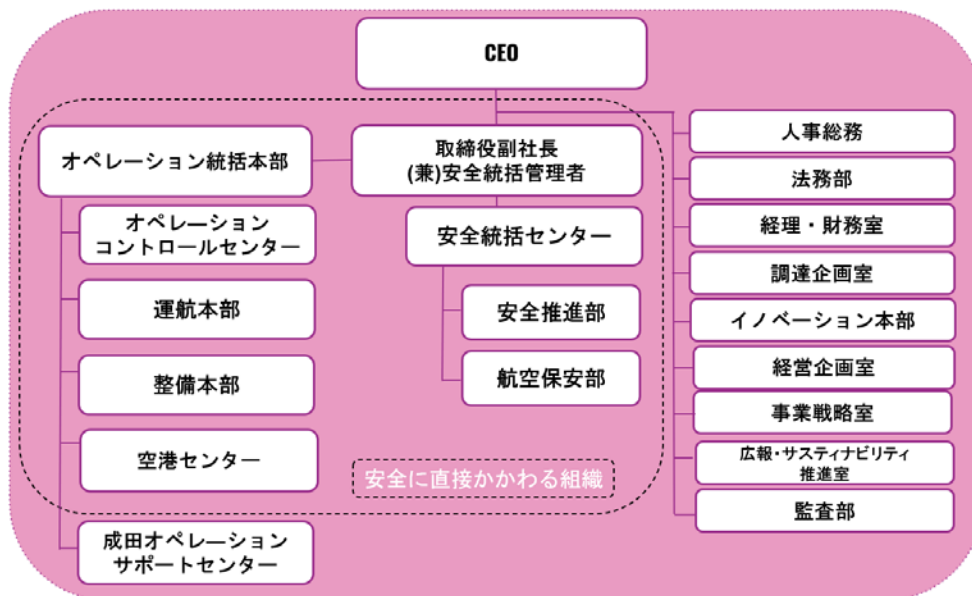 CEO
取締役副社長
(兼)安全統括管理者
オペレーション統括本部
オペレーション
コントロールセンター
運航本部
整備本部
空港センター
成田オペレーション
サポートセンター
安全統括センター
安全推進部
航空保安部
安全に直接かかわる組織
人事総務
法務部
経理・財務室
調達企画室
イノベーション本部
経営企画室
事業戦略室
広報・サスティナビリティ
推進室
監査部